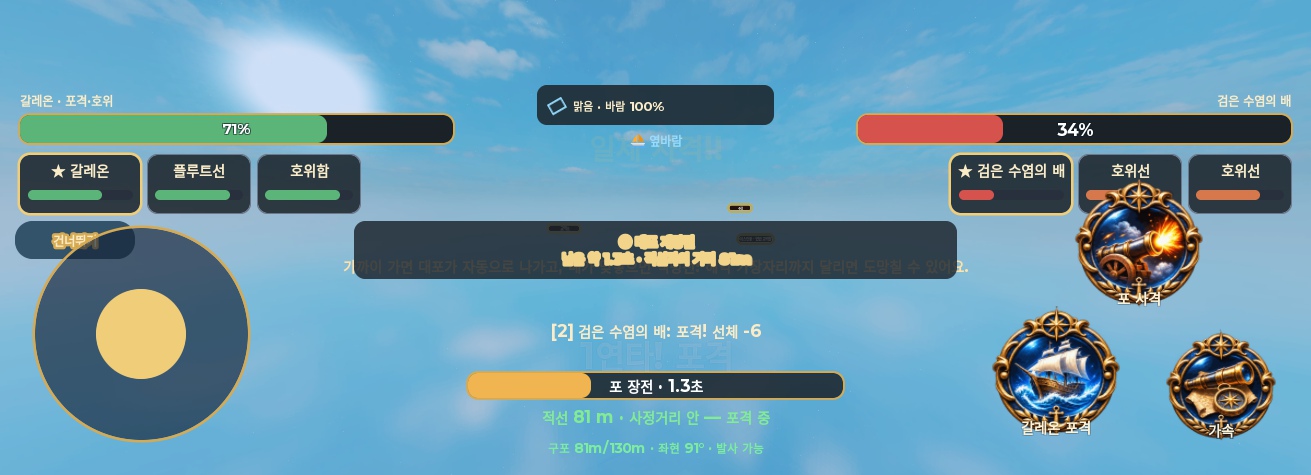 갈레온 · 포격·호위
71%
★ 갈레온
플루트선
호위함
건너뛰기
맑음 · 바람 100%
옆바람
검은 수염의 배
34%
★ 검은 수염의 배
호위선
호위선
[2] 검은 수염의 배: 포격! 선체 -6
포 장전 · 1.3초
적선 81 m · 사정거리 안 — 포격 중
구포 81m/130m · 좌현 91° · 발사 가능
포 사격
갈레온 포격
가속